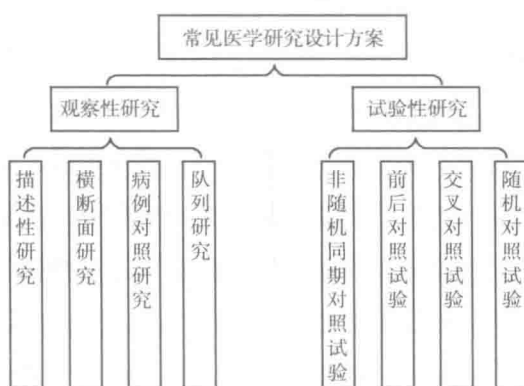 常见医学研究设计方案
观察性研究
试验性研究
描述性研究
横断面研究
病例对照研究
队列研究
非随机同期对照试验
前后对照试验
交叉对照试验
随机对照试验